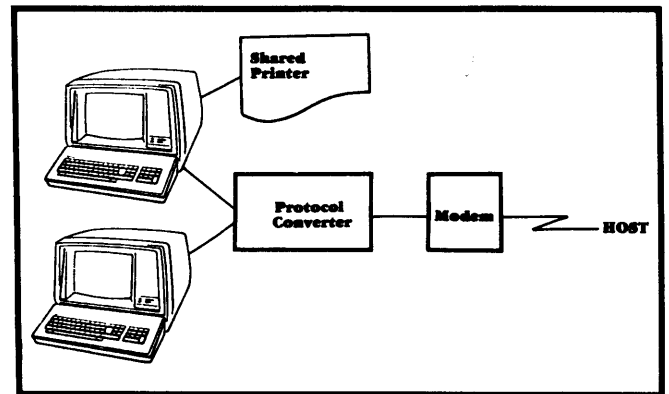 Shared
Printer
Protocol
Converter
Modem
HOST